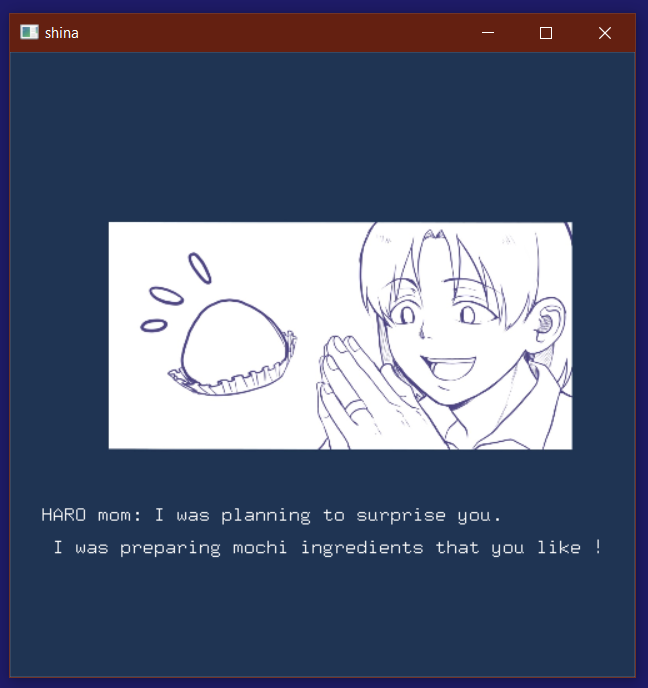 shina
HARO mom: I was planning to surprise you.
I was preparing mochi ingredients that you like !